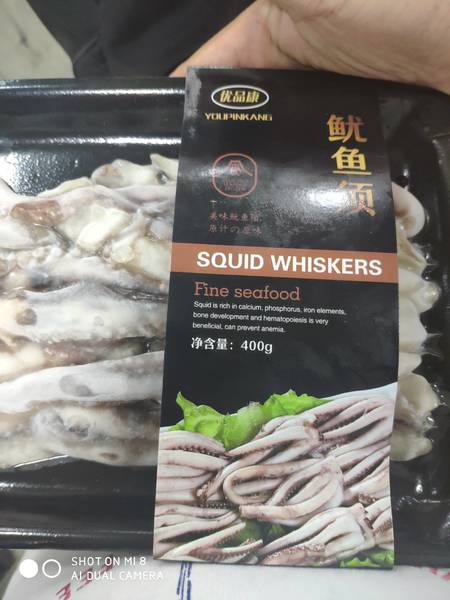 优品康
YOUPINKANG
鱿鱼须
美味鱿鱼须
原汁の原味
SQUID WHISKERS
Fine seafood
Squid is rich in calcium, phosphorus, iron elements,
bone development and hematopoiesis is very
beneficial, can prevent anemia.
净含量：400g
SHOT ON MI 8
AI DUAL CAMERA